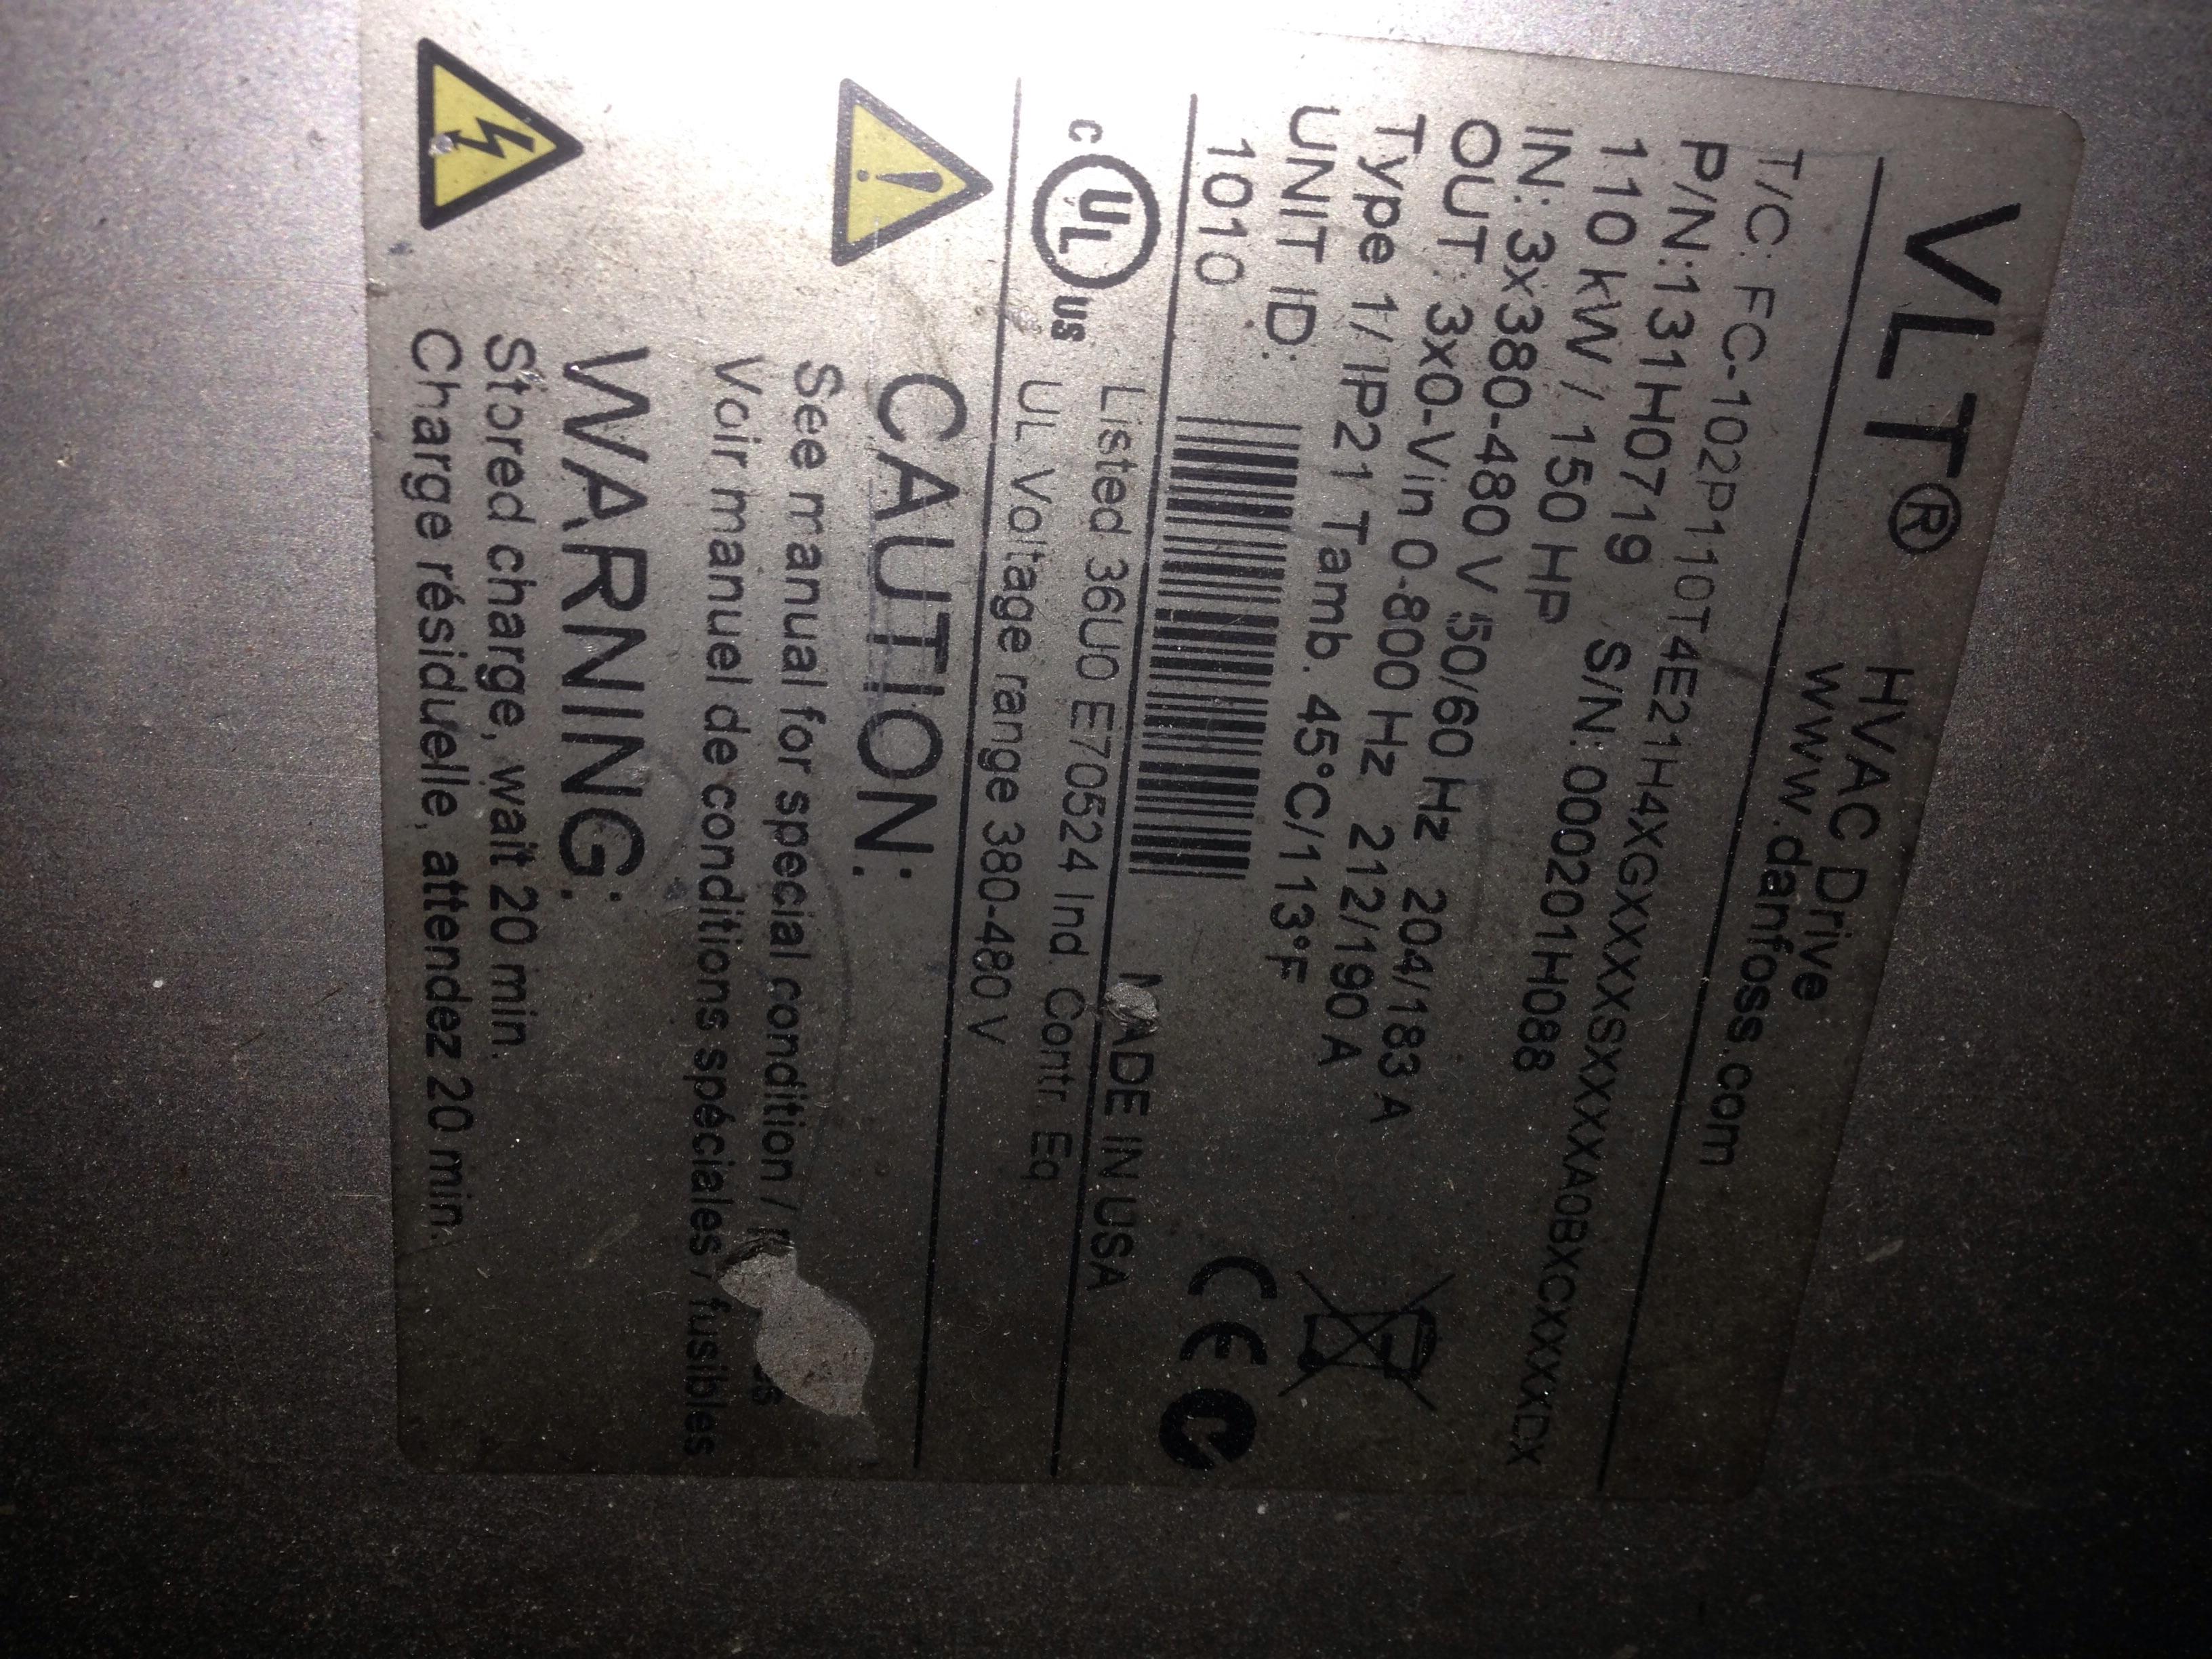 VLT® HVAC Drive
www.danfoss.com
T/C: FC-102P110T4E21H4XGXXXXSXXXXA0BXCXXXXDX
P/N:131H0719 S/N: 000201H088
110 kW / 150 HP
IN: 3x380-480 V 50/60 Hz 204/183 A
OUT: 3x0-Vin 0-800 Hz 212/190 A
Type 1/ IP21 Tamb. 45°C/113°F
UNIT ID:
1010
MADE IN USA
c UL US
Listed 36U0 E70524 Ind. Contr. Eq
UL Voltage range 380-480 V
CAUTION:
See manual for special condition /
Voir manuel de conditions spéciales / fusibles
WARNING:
Stored charge, wait 20 min.
Charge résiduelle, attendez 20 min.